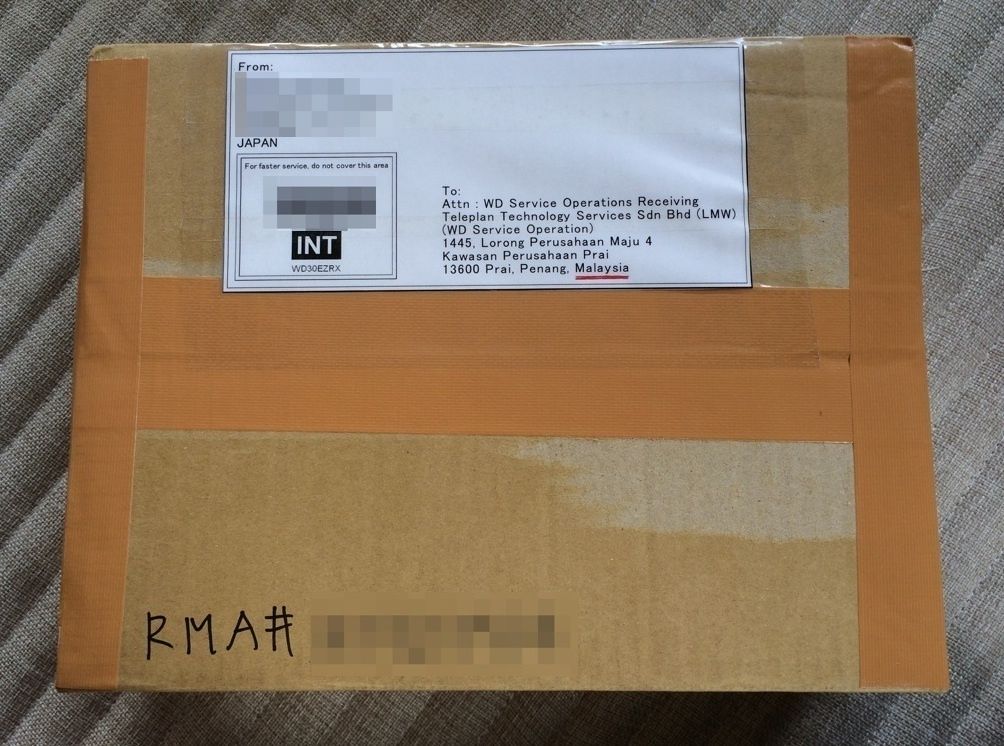 From:
JAPAN
For faster service, do not cover this area
INT
WD30EZRX
To:
Attn : WD Service Operations Receiving
Teleplan Technology Services Sdn Bhd (LMW)
(WD Service Operation)
1445, Lorong Perusahaan Maju 4
Kawasan Perusahaan Prai
13600 Prai, Penang, Malaysia
RMA#